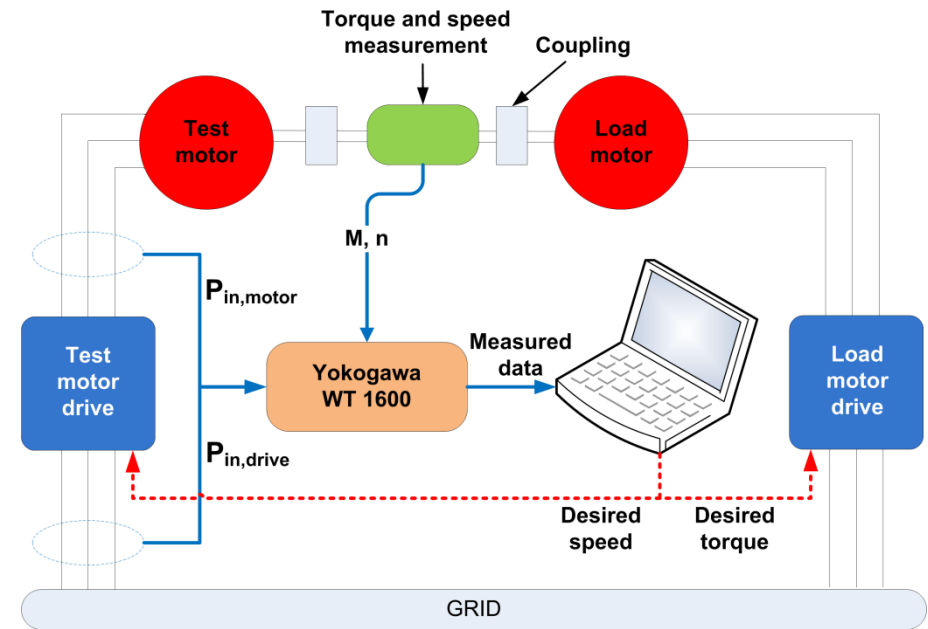 Torque and speed
measurement
Coupling
Test
motor
Load
motor
M, n
Pin,motor
Test
motor
drive
Yokogawa
WT 1600
Measured
data
Load
motor
drive
Pin,drive
Desired
speed
Desired
torque
GRID